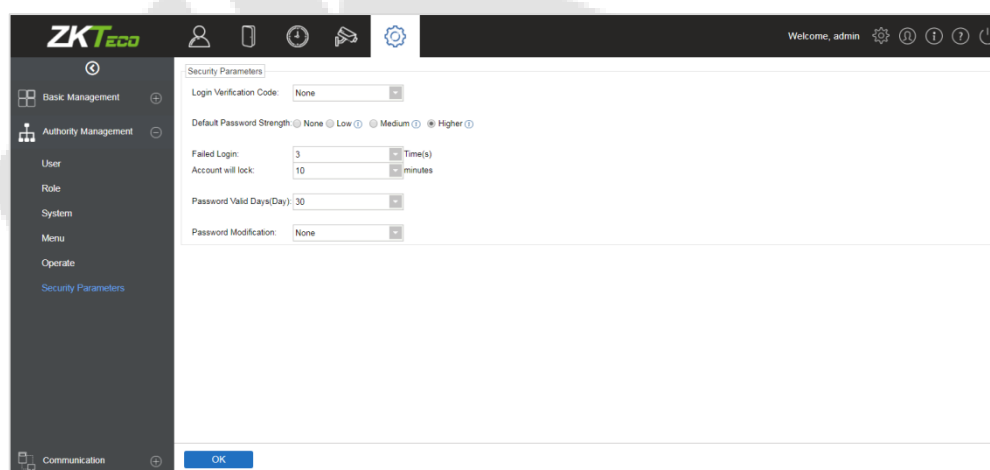 ZKTECO
Welcome, admin
Basic Management
Authority Management
User
Role
System
Menu
Operate
Security Parameters
Communication
Security Parameters
Login Verification Code: None
Default Password Strength: None Low Medium Higher
Failed Login: 3 Time(s)
Account will lock: 10 minutes
Password Valid Days(Day): 30
Password Modification: None
OK